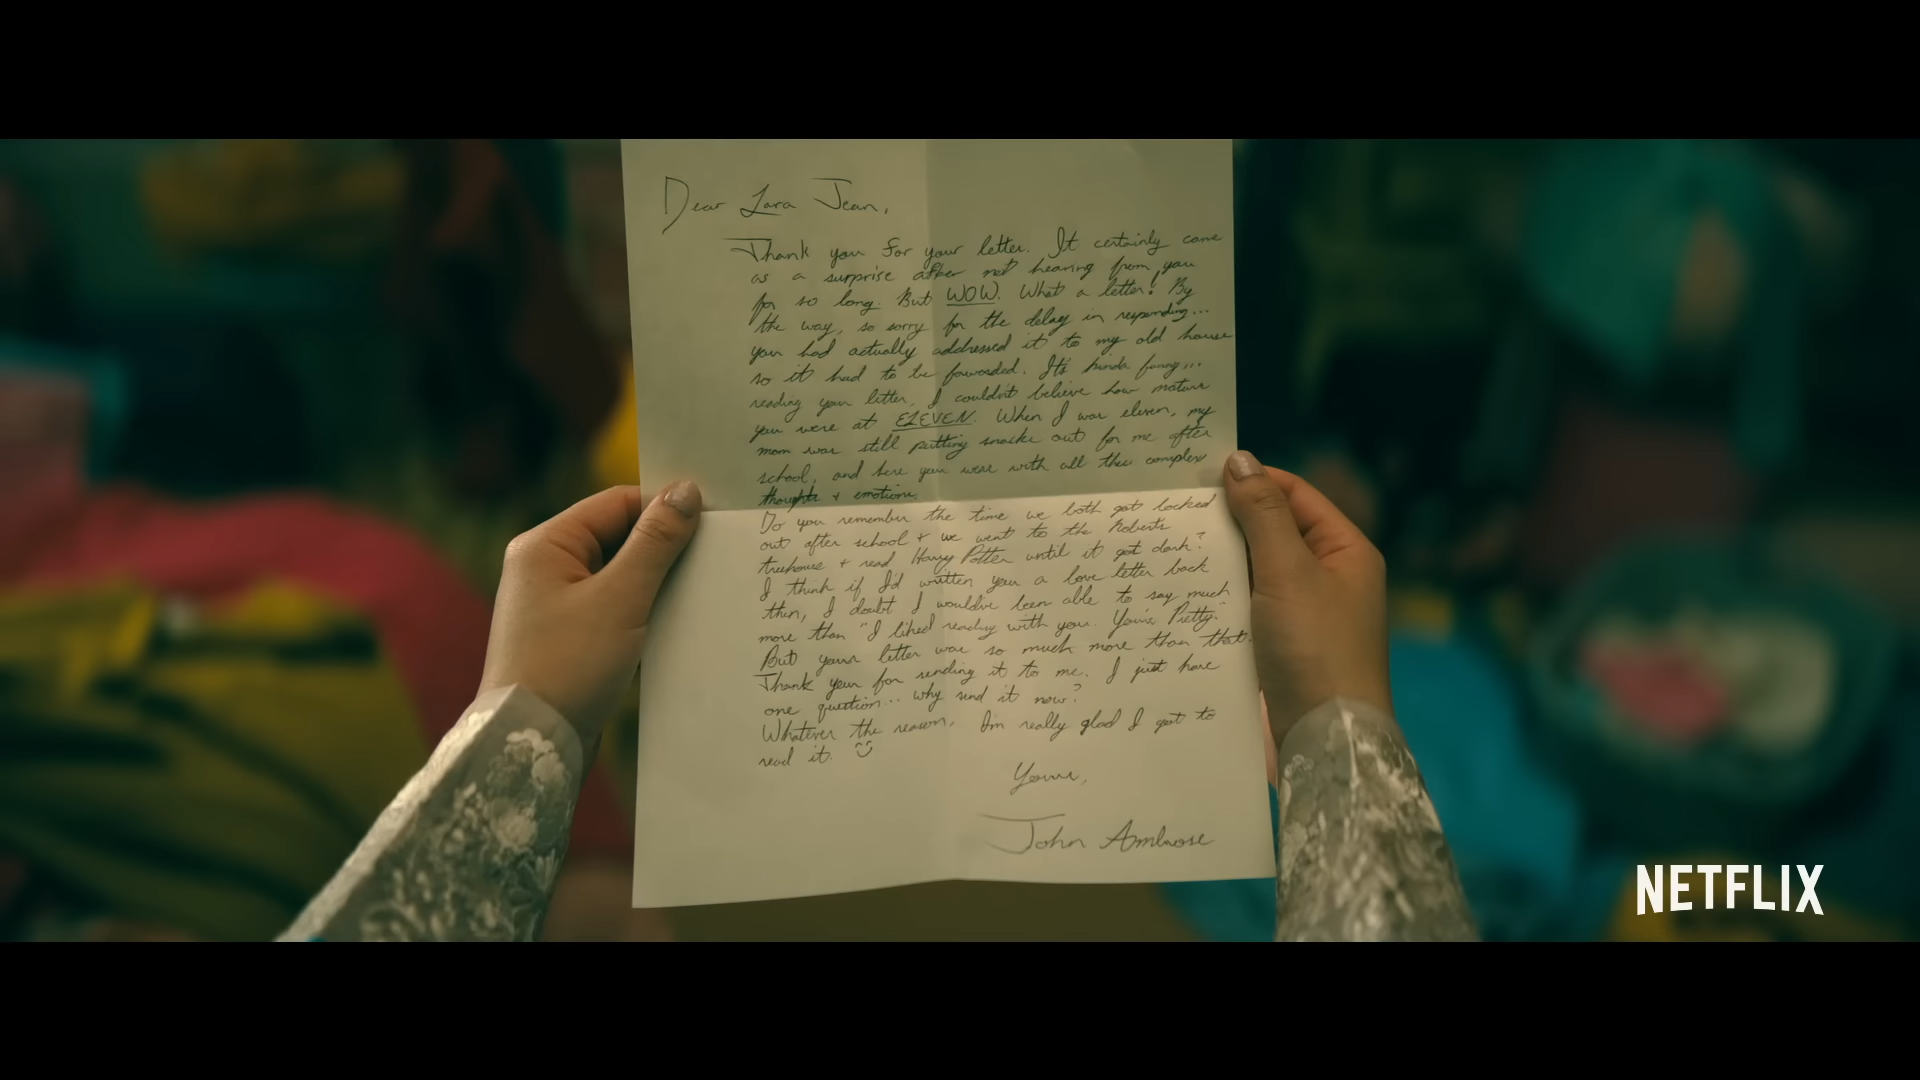 Dear Lara Jean,
Thank you for your letter. It certainly came
as a surprise after not hearing from you
for so long. But WOW. What a letter! By
the way, so sorry for the delay in responding...
you had actually addressed it to my old house
so it had to be fowarded. It's kinda funny...
reading your letter, I couldn't believe how mature
you were at ELEVEN. When I was eleven, my
mom was still putting snacks out for me after
school, and here you were with all this complex
thoughts + emotions.
Do you remember the time we both got locked
out after school + we went to the Roberts
treehouse + read Harry Potter until it got dark?
I think if I'd written you a love letter back
then, I doubt I would've been able to say much
more than "I liked reading with you. You're Pretty."
But your letter was so much more than that.
Thank you for sending it to me. I just have
one question... why send it now?
Whatever the reason, I'm really glad I got to
read it.
Yours,
John Ambrose
NETFLIX